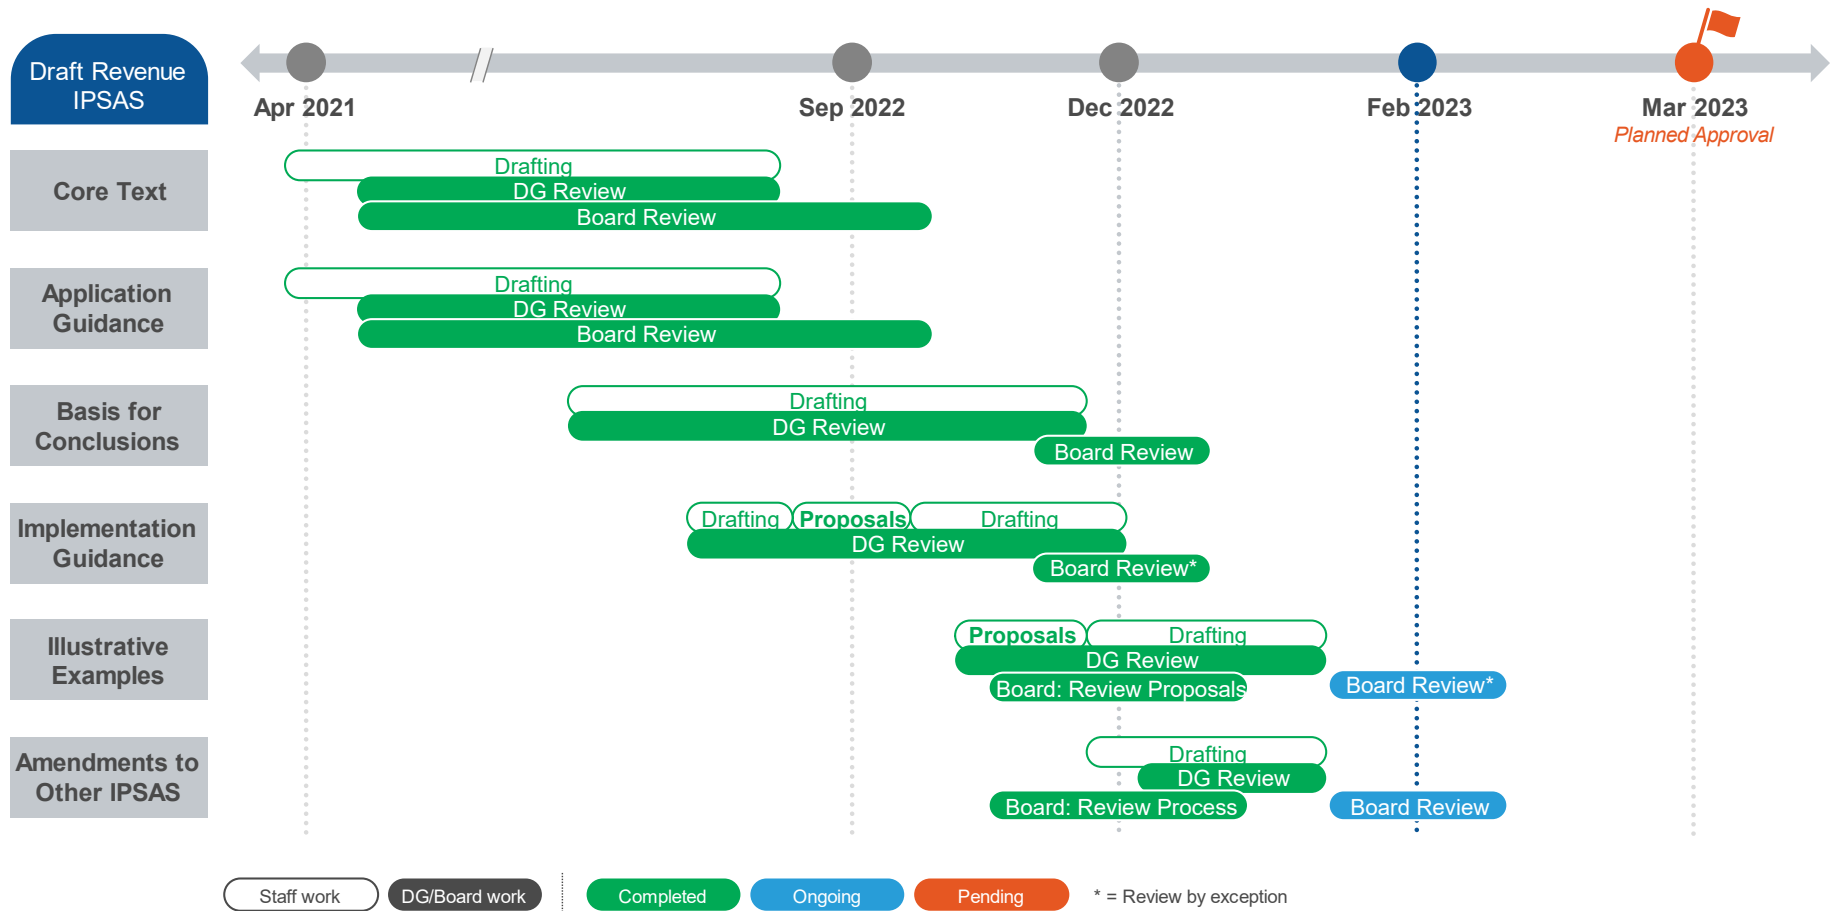 Draft Revenue
IPSAS
Apr 2021
Sep 2022
Dec 2022
Feb 2023
Mar 2023
Planned Approval
Core Text
Drafting
DG Review
Board Review
Application
Guidance
Drafting
DG Review
Board Review
Basis for
Conclusions
Drafting
DG Review
Board Review
Implementation
Guidance
Drafting
Proposals
Drafting
DG Review
Board Review*
Illustrative
Examples
Proposals
Drafting
DG Review
Board: Review Proposals
Board Review*
Amendments to
Other IPSAS
Drafting
DG Review
Board: Review Process
Board Review
Staff work
DG/Board work
Completed
Ongoing
Pending
* = Review by exception